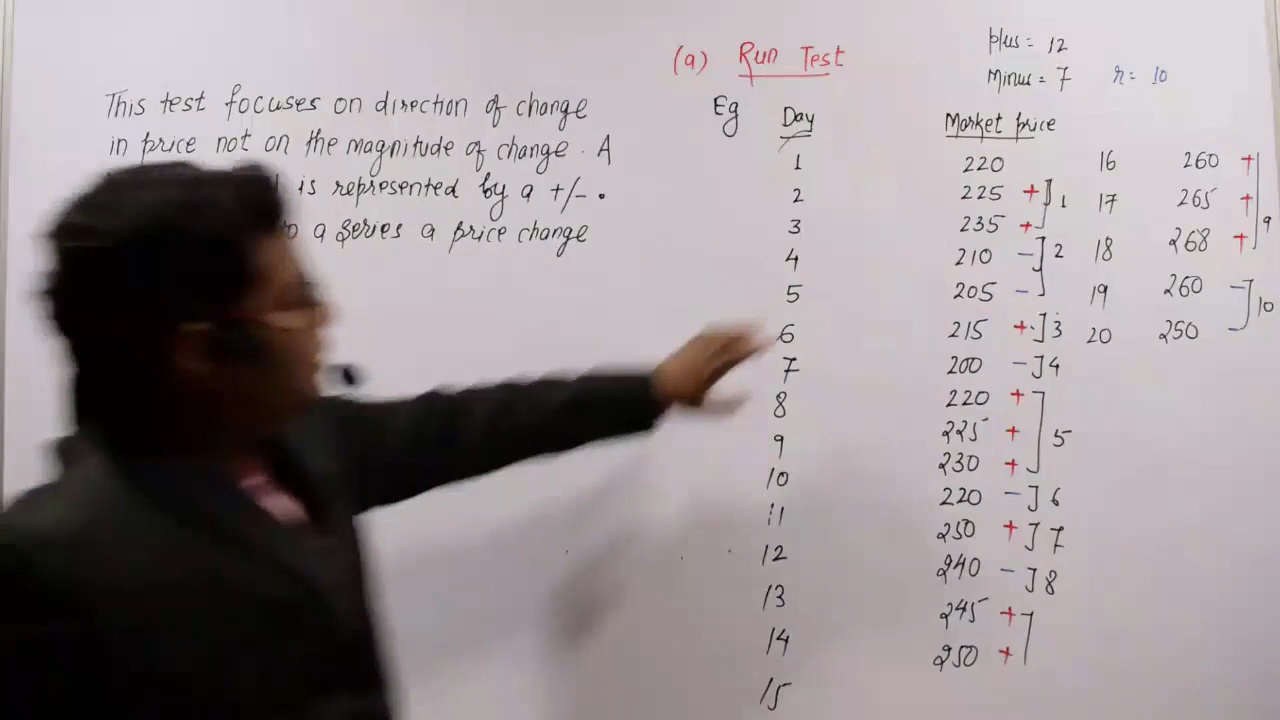 (a) Run Test
plus = 12
Minus = 7 r = 10
This test focuses on direction of change
in price not on the magnitude of change. A
is represented by a +/-.
a series a price change
Eg Day Market price
1 220 16 260 +
2 225 + ] 1 17 265 + 9
3 235 + 18 268 +
4 210 - ] 2 19 260 - ] 10
5 205 - 20 250 -
6 215 + ] 3
7 200 - ] 4
8 220 +
9 225 + ] 5
10 230 +
11 220 - ] 6
12 250 + ] 7
13 240 - ] 8
14 245 + ]
15 250 +